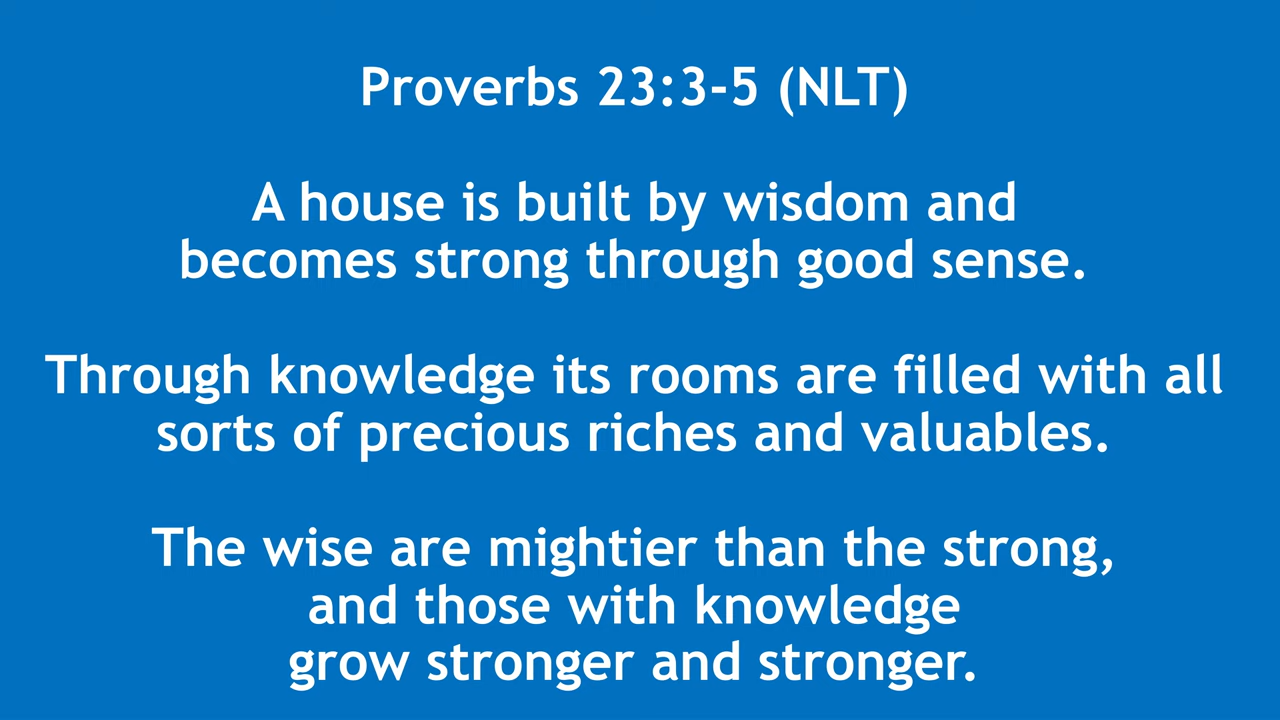 Proverbs 23:3-5 (NLT)
A house is built by wisdom and
becomes strong through good sense.
Through knowledge its rooms are filled with all
sorts of precious riches and valuables.
The wise are mightier than the strong,
and those with knowledge
grow stronger and stronger.